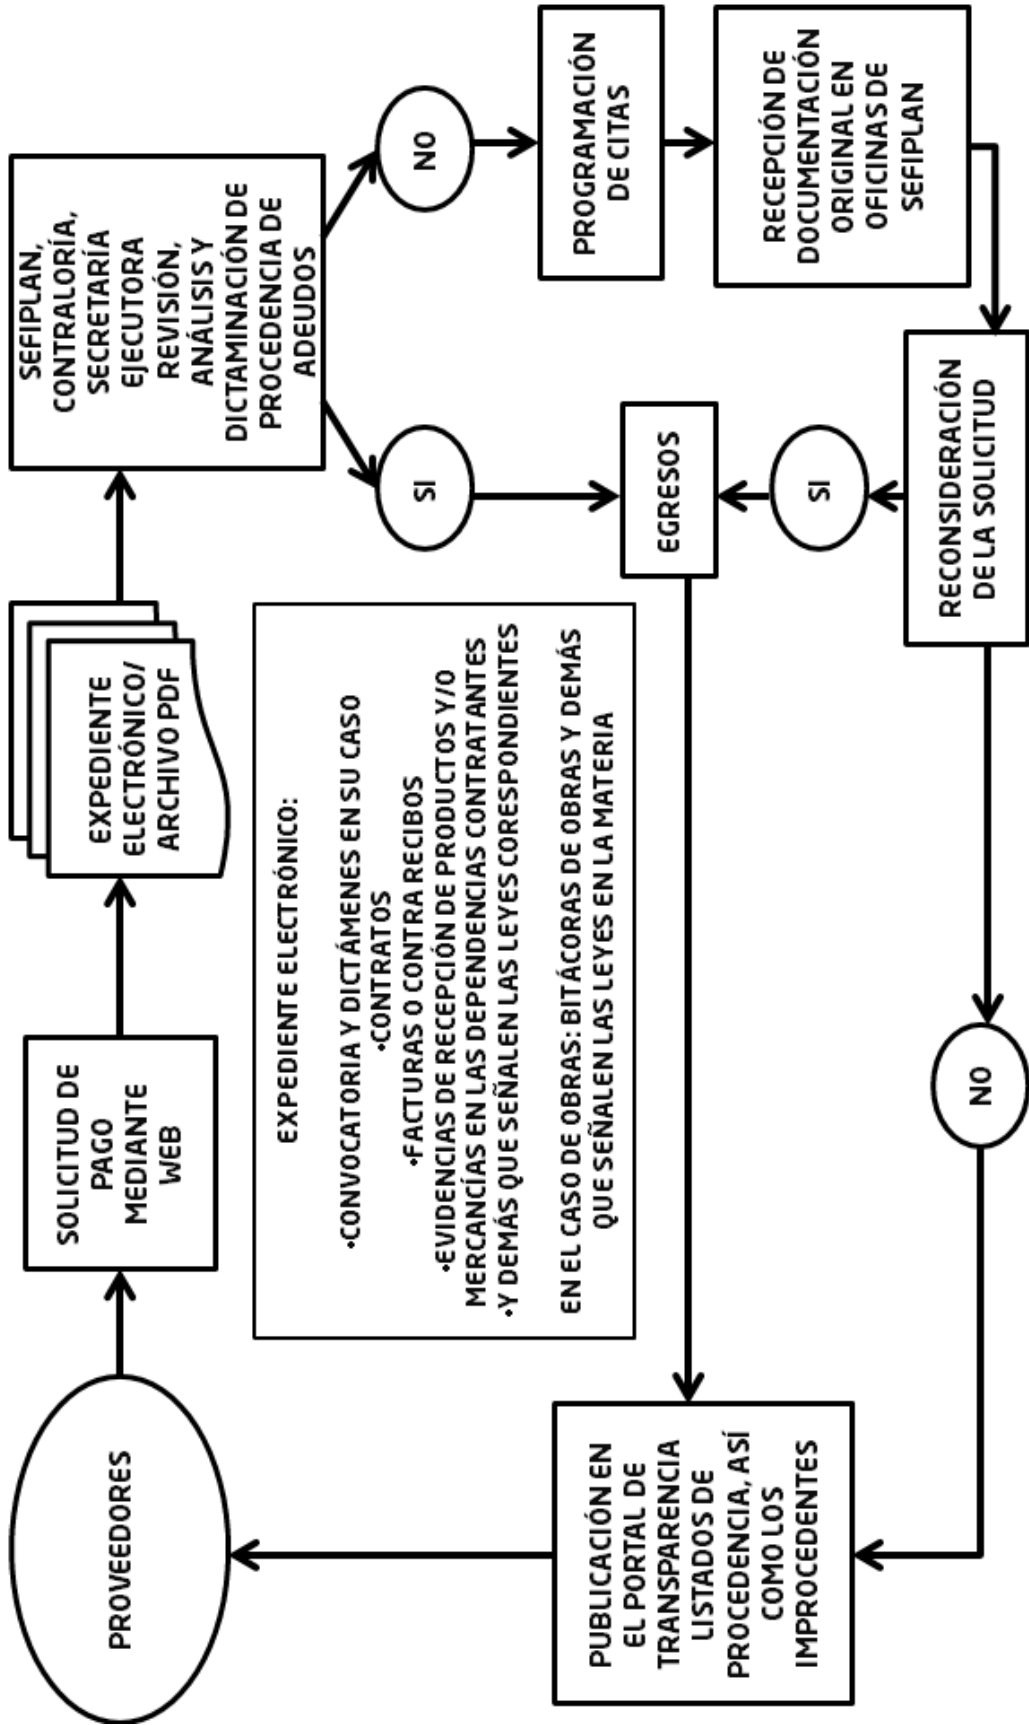 PROVEEDORES
SOLICITUD DE
PAGO
MEDIANTE
WEB
EXPEDIENTE
ELECTRÓNICO/
ARCHIVO PDF
SEFIPLAN,
CONTRALORÍA,
SECRETARÍA
EJECUTORA
REVISIÓN,
ANÁLISIS Y
DICTAMINACIÓN DE
PROCEDENCIA DE
ADEUDOS
SI
NO
PROGRAMACIÓN
DE CITAS
RECEPCIÓN DE
DOCUMENTACIÓN
ORIGINAL EN
OFICINAS DE
SEFIPLAN
RECONSIDERACIÓN
DE LA SOLICITUD
SI
EGRESOS
NO
EXPEDIENTE ELECTRÓNICO:
•CONVOCATORIA Y DICTÁMENES EN SU CASO
•CONTRATOS
•FACTURAS O CONTRA RECIBOS
•EVIDENCIAS DE RECEPCIÓN DE PRODUCTOS Y/O
MERCANCÍAS EN LAS DEPENDENCIAS CONTRATANTES
•Y DEMÁS QUE SEÑALEN LAS LEYES CORESPONDIENTES
EN EL CASO DE OBRAS: BITÁCORAS DE OBRAS Y DEMÁS
QUE SEÑALEN LAS LEYES EN LA MATERIA
PUBLICACIÓN EN
EL PORTAL DE
TRANSPARENCIA
LISTADOS DE
PROCEDENCIA, ASÍ
COMO LOS
IMPROCEDENTES